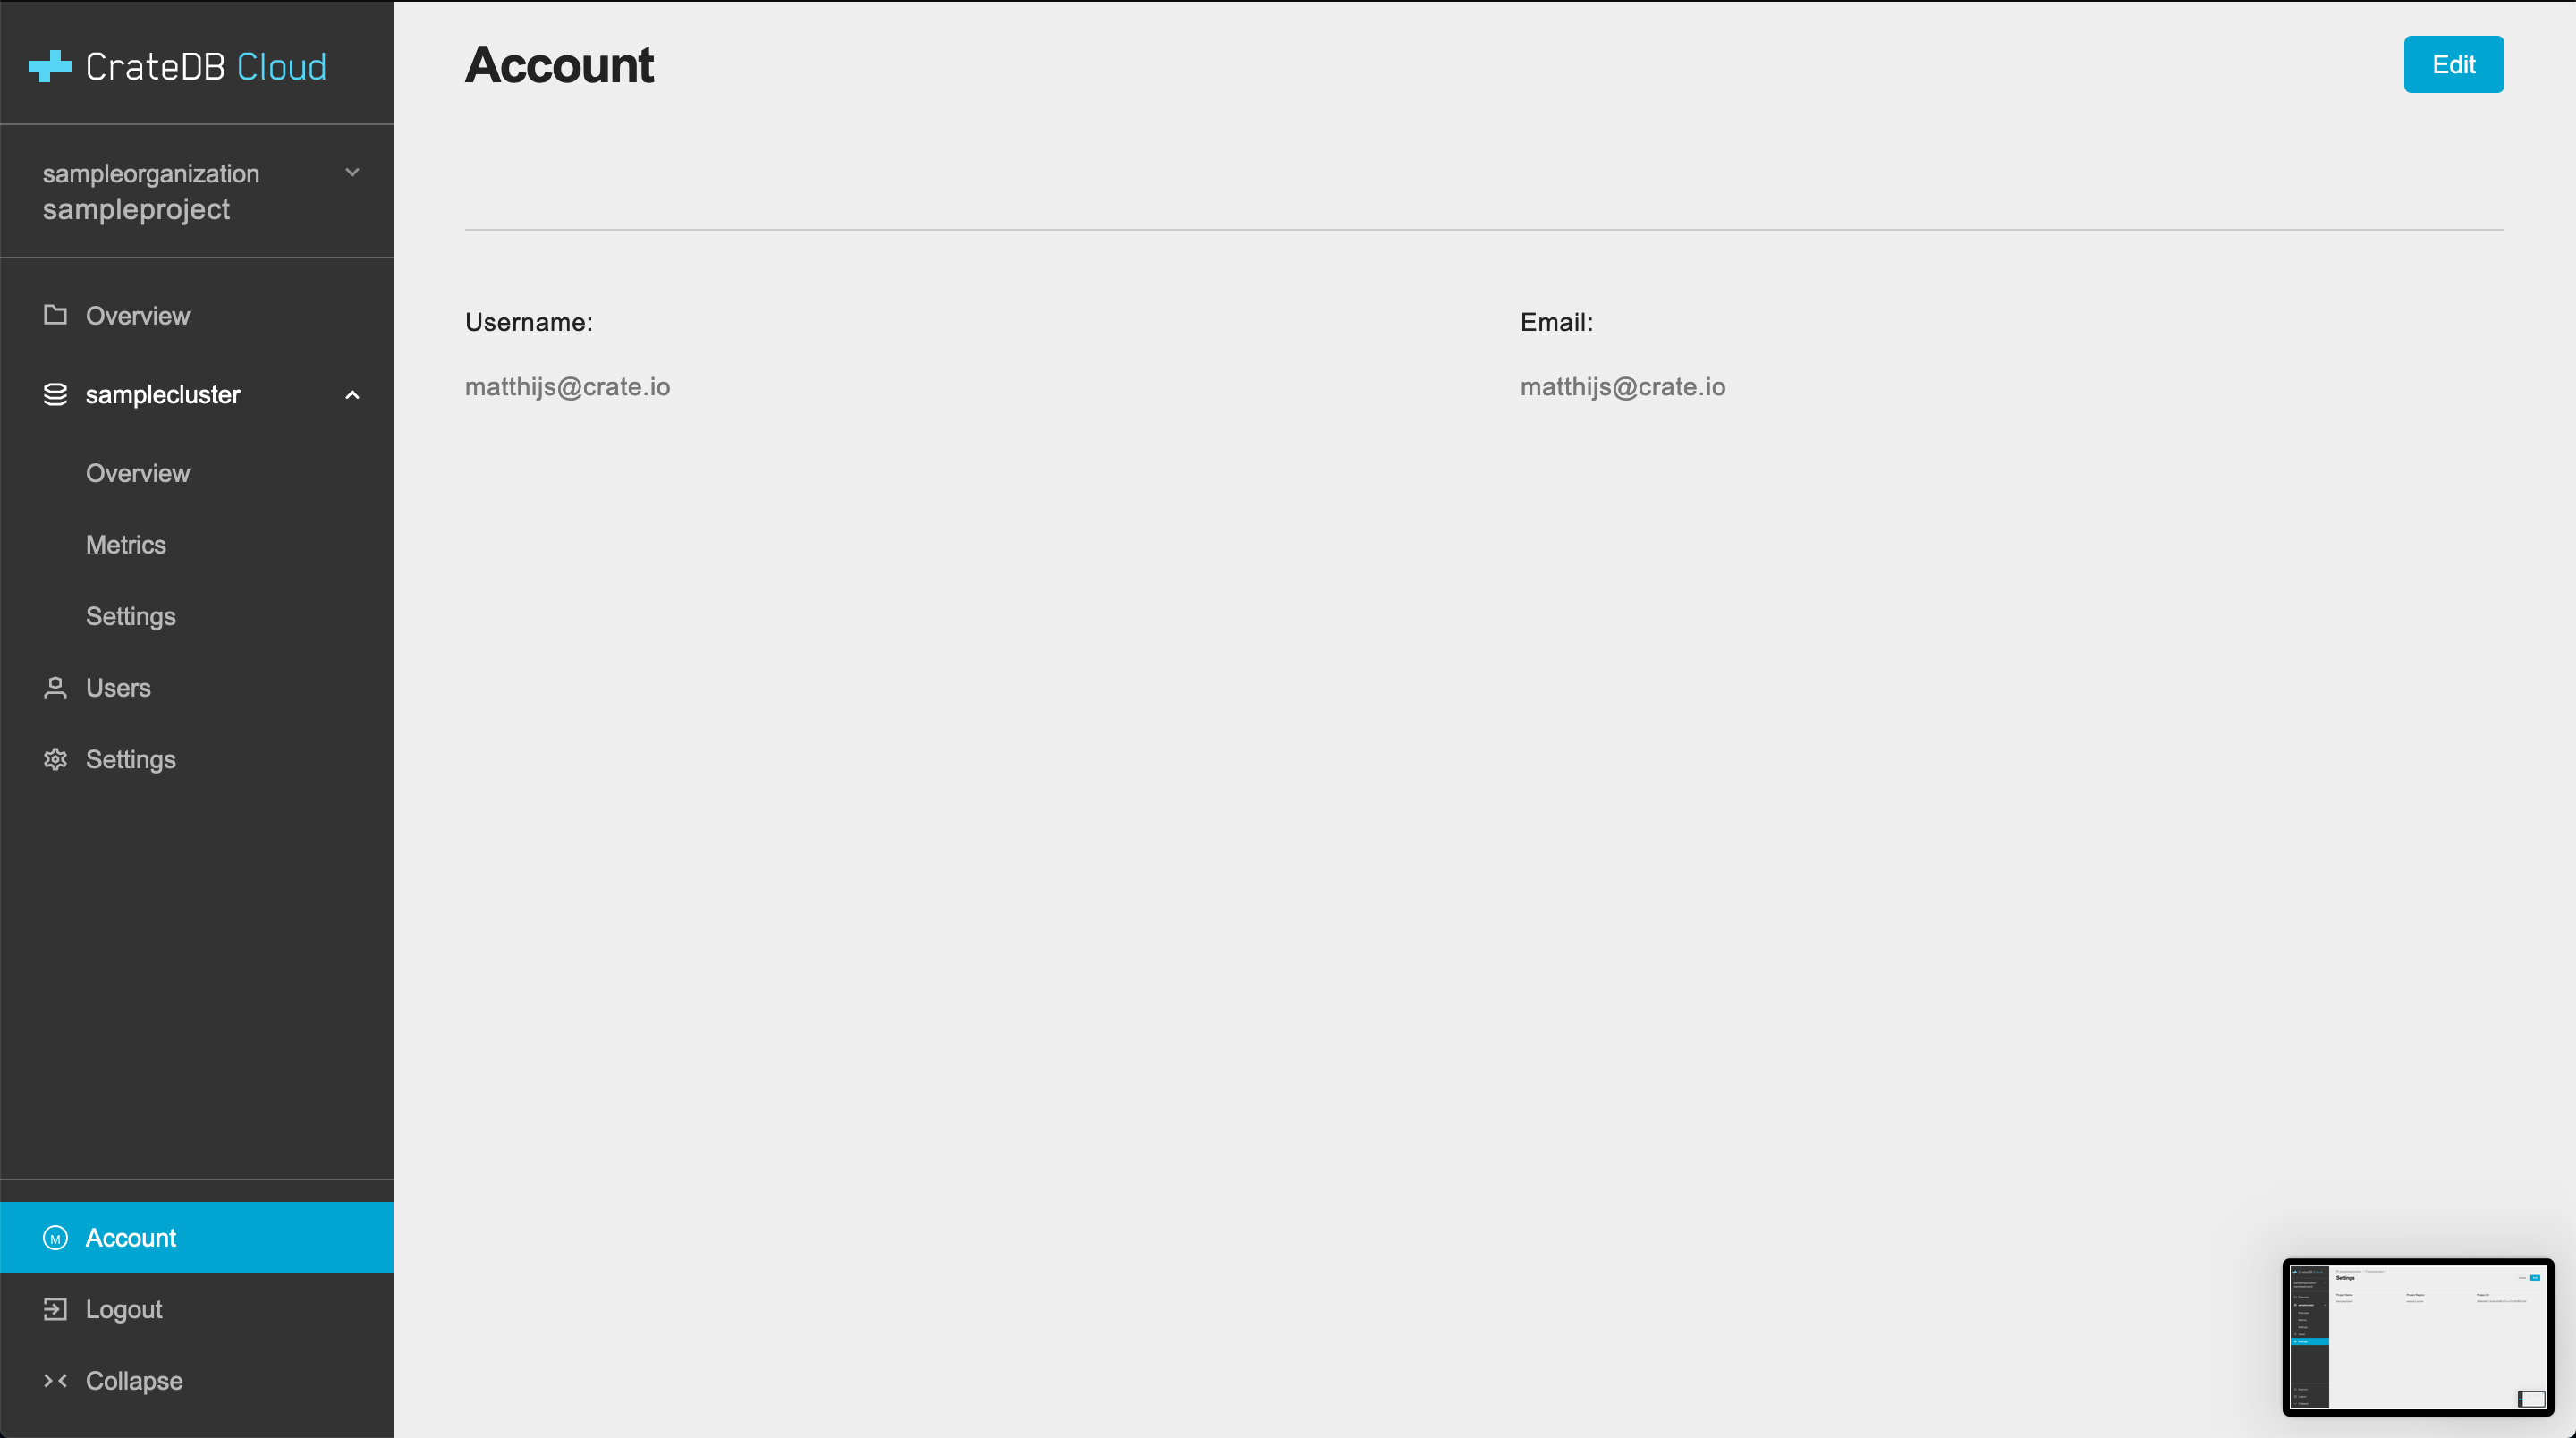 CrateDB Cloud
sampleorganization
sampleproject
Overview
samplecluster
Overview
Metrics
Settings
Users
Settings
M Account
Logout
Collapse
Account
Edit
Username:
Email:
matthijs@crate.io
matthijs@crate.io
Settings